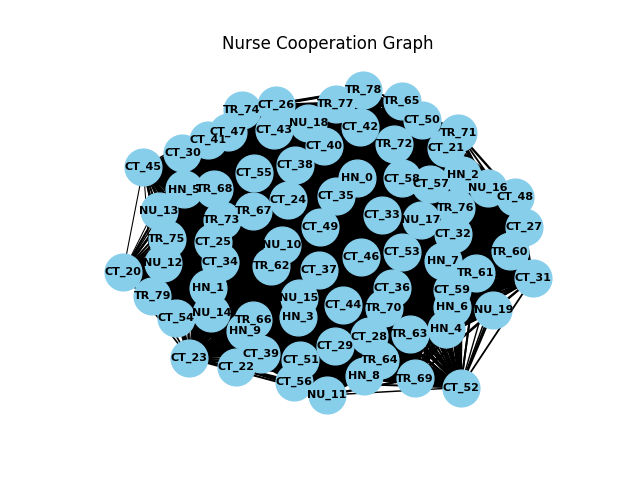 Nurse Cooperation Graph
TR_78
TR_65
CT_26
TR_77
TR_74
CT_50
NU_18
CT_42
CT_43
CT_47
TR_71
CT_41
CT_40
TR_72
CT_21
CT_30
CT_45
CT_38
CT_55
HN_2
HN_0
CT_58
CT_57
HN_5
TR_68
NU_16
CT_35
CT_48
CT_24
TR_76
NU_13
TR_67
CT_33
TR_73
NU_17
CT_49
CT_27
CT_32
TR_75
CT_25
NU_10
CT_53
TR_60
CT_46
HN_7
NU_12
CT_34
TR_62
CT_37
CT_20
TR_61
CT_31
HN_1
CT_36
CT_59
TR_79
NU_15
CT_44
TR_70
HN_6
NU_19
NU_14
HN_3
CT_54
TR_66
HN_9
HN_4
TR_63
CT_28
CT_29
CT_39
CT_23
CT_51
TR_64
CT_22
HN_8
TR_69
CT_56
CT_52
NU_11